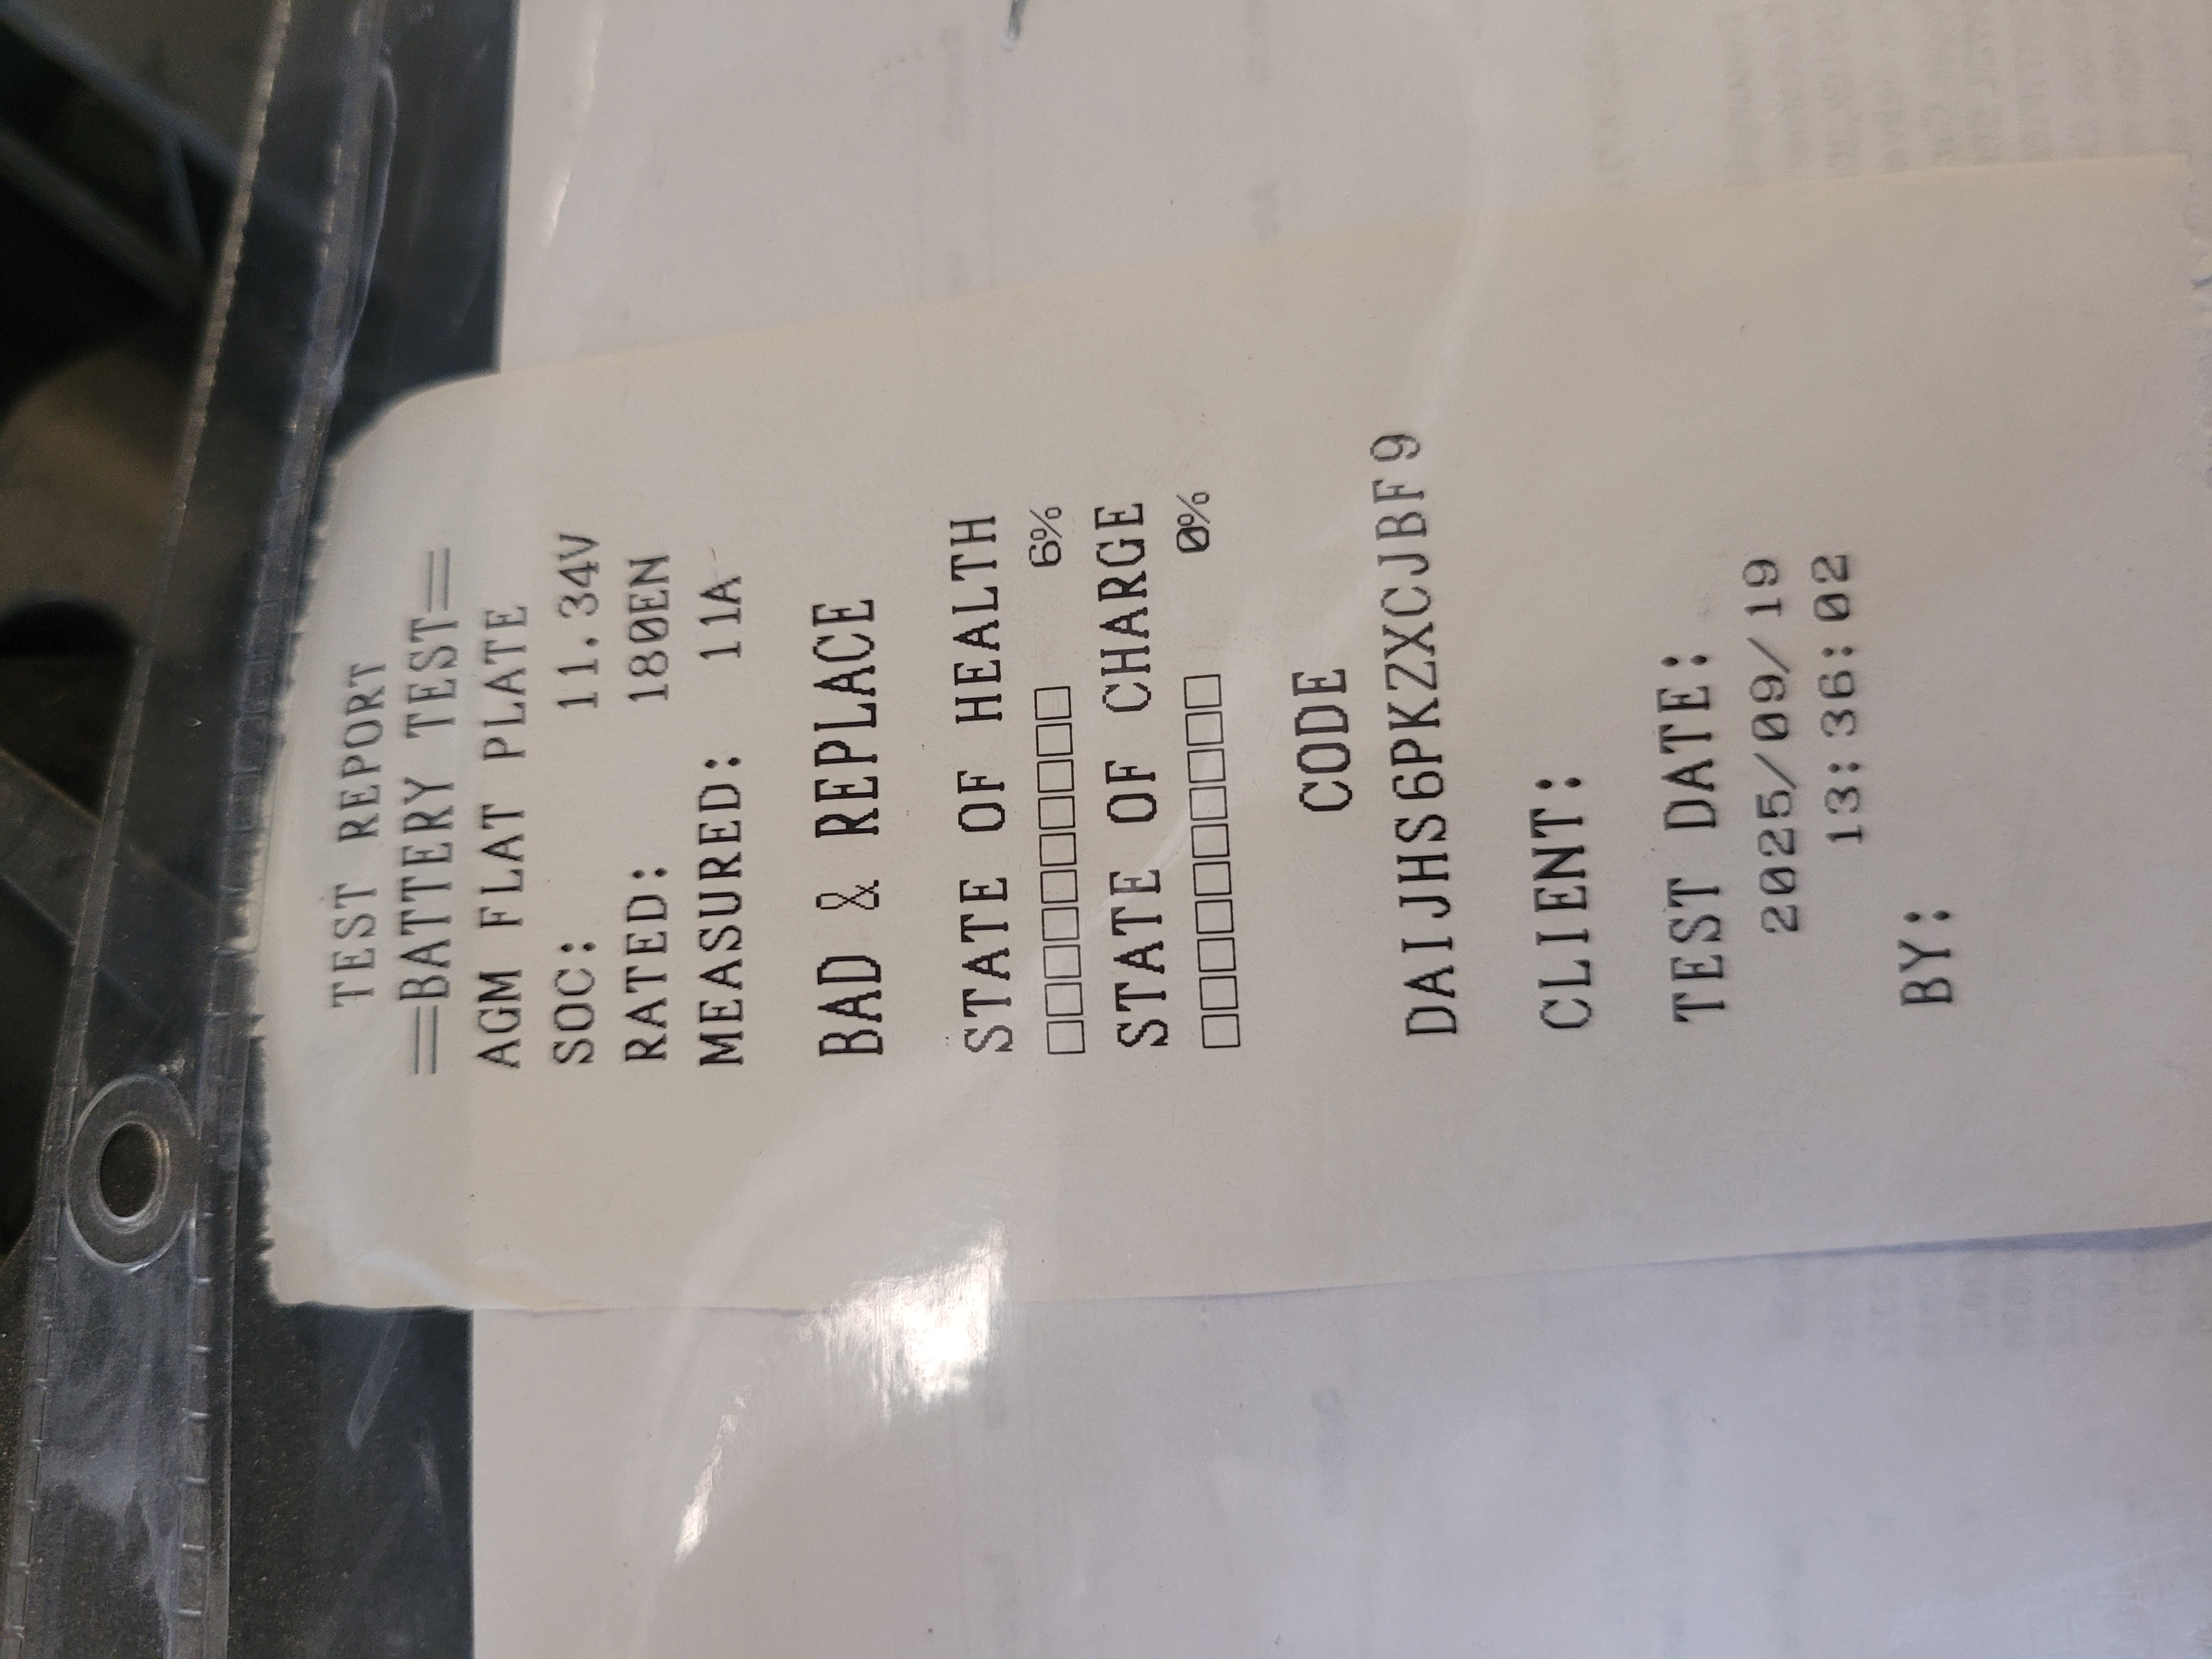 TEST REPORT
==BATTERY TEST==
AGM FLAT PLATE
SOC: 11.34V
RATED: 180EN
MEASURED: 11A
BAD & REPLACE
STATE OF HEALTH
□□□□□□□□□□ 6%
STATE OF CHARGE
□□□□□□□□□□ 0%
CODE
DAIJHS6PKZXCJBF9
CLIENT:
TEST DATE:
2025/09/19
13:36:02
BY: